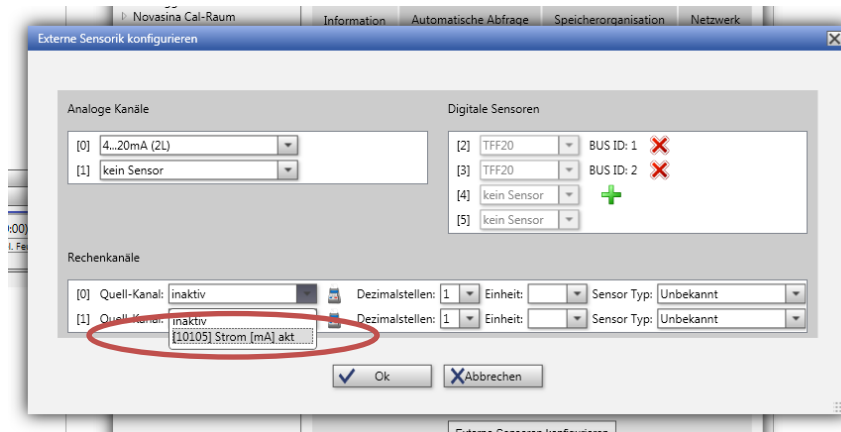 Novasina Cal-Raum
Information Automatische Abfrage Speicherorganisation Netzwerk
Externe Sensorik konfigurieren
Analoge Kanäle
[0] 4...20mA (2L)
[1] kein Sensor
Digitale Sensoren
[2] TFF20 BUS ID: 1
[3] TFF20 BUS ID: 2
[4] kein Sensor
[5] kein Sensor
Rechenkanäle
[0] Quell-Kanal: inaktiv Dezimalstellen: 1 Einheit: Sensor Typ: Unbekannt
[1] Quell-Kanal: inaktiv Dezimalstellen: 1 Einheit: Sensor Typ: Unbekannt
[10105] Strom [mA] akt
Ok Abbrechen
Externe Sensoren konfigurieren